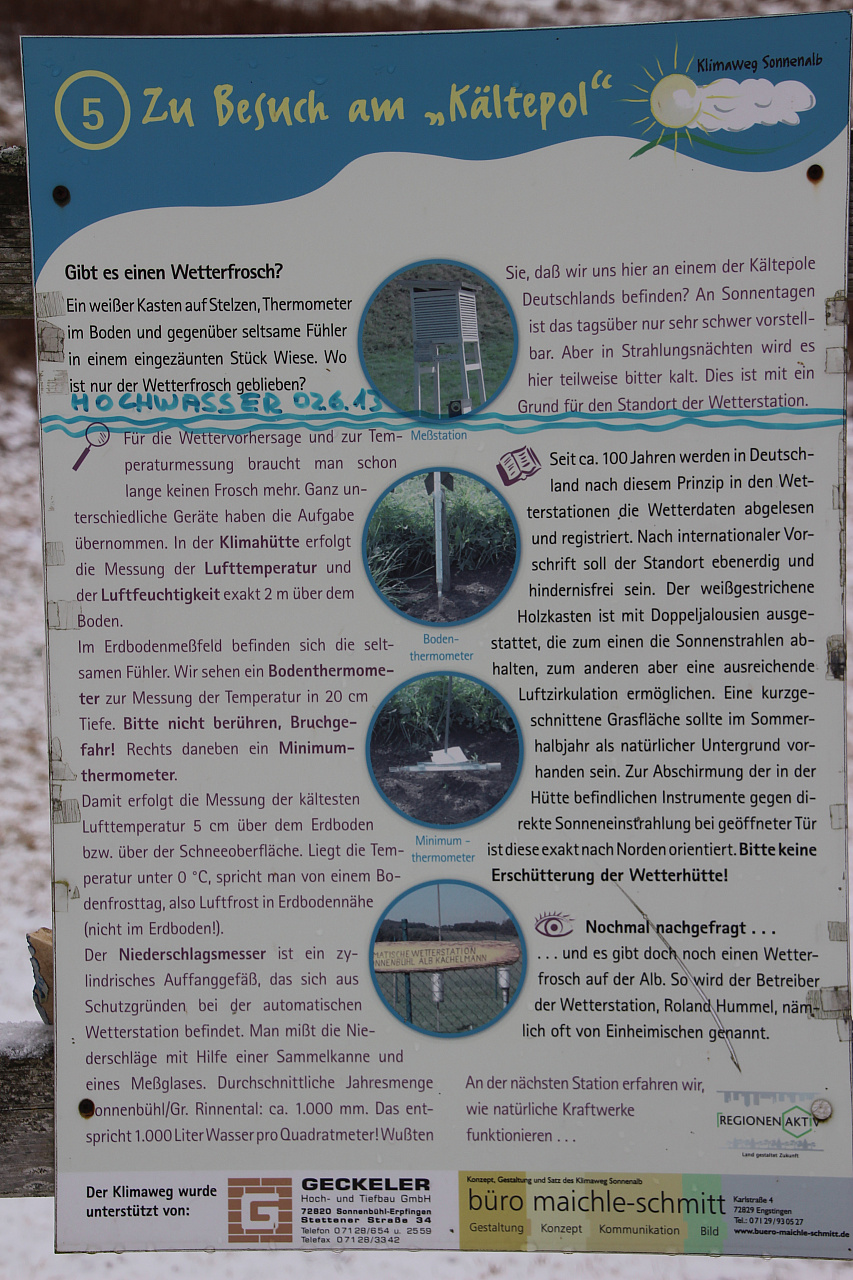 5 Zu Besuch am „Kältepol“
Klimaweg Sonnenalb
Gibt es einen Wetterfrosch?
Ein weißer Kasten auf Stelzen, Thermometer
im Boden und gegenüber seltsame Fühler
in einem eingezäunten Stück Wiese. Wo
ist nur der Wetterfrosch geblieben?
HOCHWASSER 02.6.13
Für die Wettervorhersage und zur Tem-
peraturmessung braucht man schon
lange keinen Frosch mehr. Ganz un-
terschiedliche Geräte haben die Aufgabe
übernommen. In der Klimahütte erfolgt
die Messung der Lufttemperatur und
der Luftfeuchtigkeit exakt 2 m über dem
Boden.
Im Erdbodenmeßfeld befinden sich die selt-
samen Fühler. Wir sehen ein Bodenthermome-
ter zur Messung der Temperatur in 20 cm
Tiefe. Bitte nicht berühren, Bruchge-
fahr! Rechts daneben ein Minimum-
thermometer.
Damit erfolgt die Messung der kältesten
Lufttemperatur 5 cm über dem Erdboden
bzw. über der Schneeoberfläche. Liegt die Tem-
peratur unter 0 °C, spricht man von einem Bo-
denfrosttag, also Luftfrost in Erdbodennähe
(nicht im Erdboden!).
Der Niederschlagsmesser ist ein zy-
lindrisches Auffanggefäß, das sich aus
Schutzgründen bei der automatischen
Wetterstation befindet. Man mißt die Nie-
derschläge mit Hilfe einer Sammelkanne und
eines Meßglases. Durchschnittliche Jahresmenge
Sonnenbühl/Gr. Rinnental: ca. 1.000 mm. Das ent-
spricht 1.000 Liter Wasser pro Quadratmeter! Wußten
Meßstation
Boden-
thermometer
Minimum -
thermometer
MATISCHE WETTERSTATION
NNENBÜHL ALB KACHELMANN
Sie, daß wir uns hier an einem der Kältepole
Deutschlands befinden? An Sonnentagen
ist das tagsüber nur sehr schwer vorstell-
bar. Aber in Strahlungsnächten wird es
hier teilweise bitter kalt. Dies ist mit ein
Grund für den Standort der Wetterstation.
Seit ca. 100 Jahren werden in Deutsch-
land nach diesem Prinzip in den Wet-
terstationen die Wetterdaten abgelesen
und registriert. Nach internationaler Vor-
schrift soll der Standort ebenerdig und
hindernisfrei sein. Der weißgestrichene
Holzkasten ist mit Doppeljalousien ausge-
stattet, die zum einen die Sonnenstrahlen ab-
halten, zum anderen aber eine ausreichende
Luftzirkulation ermöglichen. Eine kurzge-
schnittene Grasfläche sollte im Sommer-
halbjahr als natürlicher Untergrund vor-
handen sein. Zur Abschirmung der in der
Hütte befindlichen Instrumente gegen di-
rekte Sonneneinstrahlung bei geöffneter Tür
ist diese exakt nach Norden orientiert. Bitte keine
Erschütterung der Wetterhütte!
Nochmal nachgefragt . . .
. . . und es gibt doch noch einen Wetter-
frosch auf der Alb. So wird der Betreiber
der Wetterstation, Roland Hummel, näm-
lich oft von Einheimischen genannt.
An der nächsten Station erfahren wir,
wie natürliche Kraftwerke
funktionieren . . .
REGIONEN AKTIV
Land gestaltet Zukunft
Der Klimaweg wurde
unterstützt von:
G
GECKELER
Hoch- und Tiefbau GmbH
72820 Sonnenbühl-Erpfingen
Stettener Straße 34
Telefon 07128/654 u. 2559
Telefax 07128/3342
Konzept, Gestaltung und Satz des Klimaweg Sonnenalb
büro maichle-schmitt
Gestaltung Konzept Kommunikation Bild
Karlstraße 4
72829 Engstingen
Tel.: 07129/930527
www.buero-maichle-schmitt.de